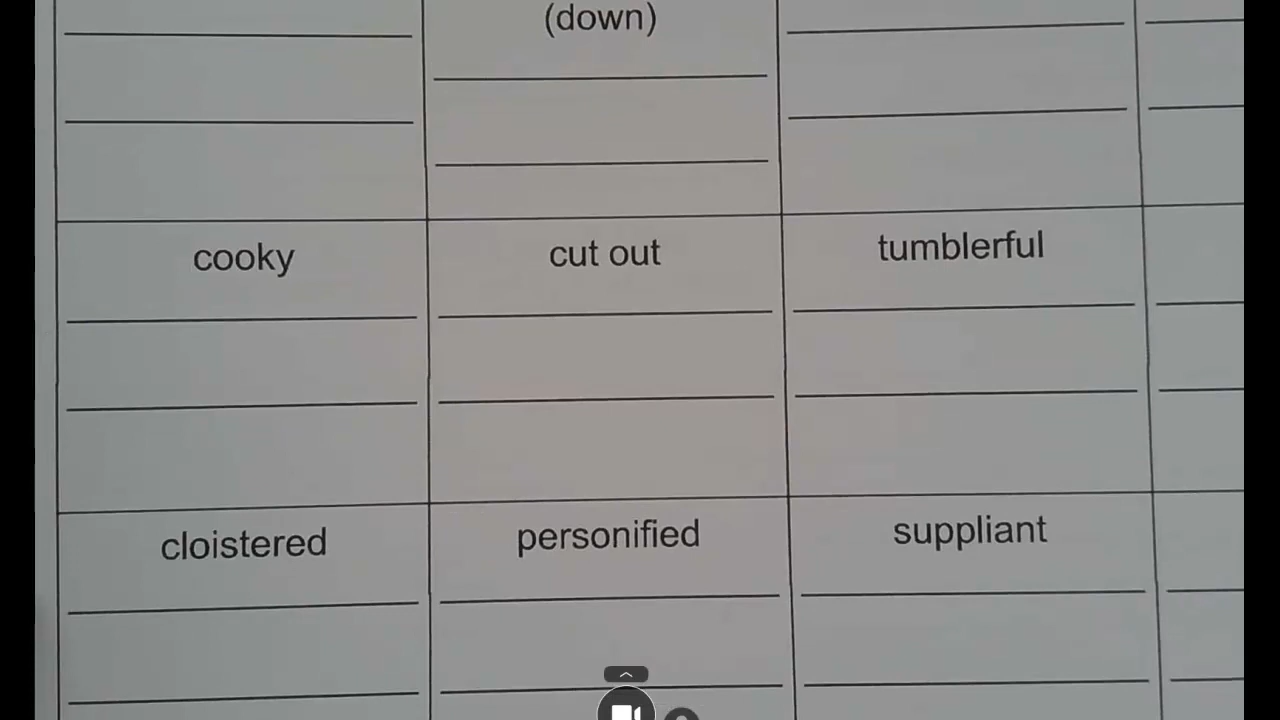 (down)
cooky
cut out
tumblerful
cloistered
personified
suppliant